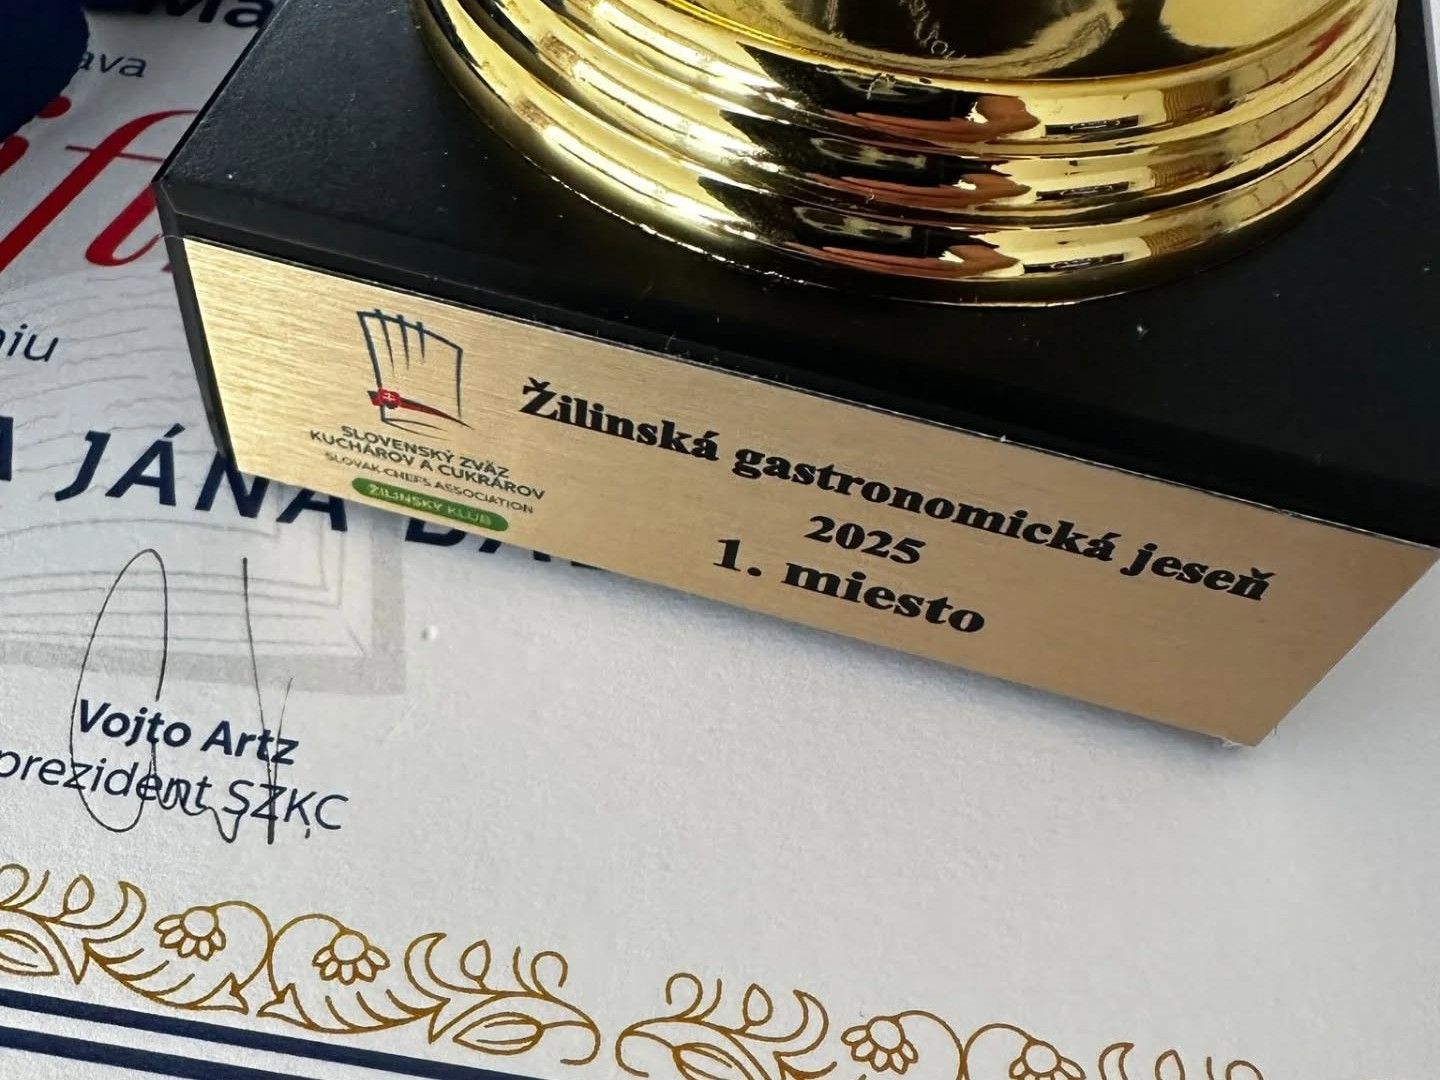 niu
JÁNA
SLOVENSKÝ ZVÄZ
KUCHÁROV A CUKRÁROV
SLOVAK CHEFS ASSOCIATION
ŽILINSKÝ KLUB
Žilinská gastronomická jeseň
2025
1. miesto
Vojto Artz
prezident SZKC